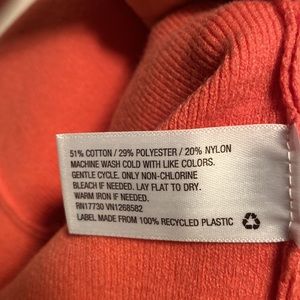 51% COTTON / 29% POLYESTER / 20% NYLON
MACHINE WASH COLD WITH LIKE COLORS.
GENTLE CYCLE. ONLY NON-CHLORINE
BLEACH IF NEEDED. LAY FLAT TO DRY.
WARM IRON IF NEEDED.
RN17730 VN1268582
LABEL MADE FROM 100% RECYCLED PLASTIC